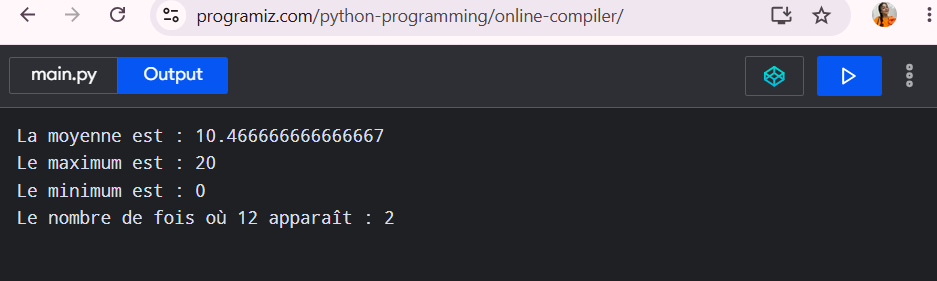 programiz.com/python-programming/online-compiler/
main.py Output
La moyenne est : 10.466666666666667
Le maximum est : 20
Le minimum est : 0
Le nombre de fois où 12 apparaît : 2